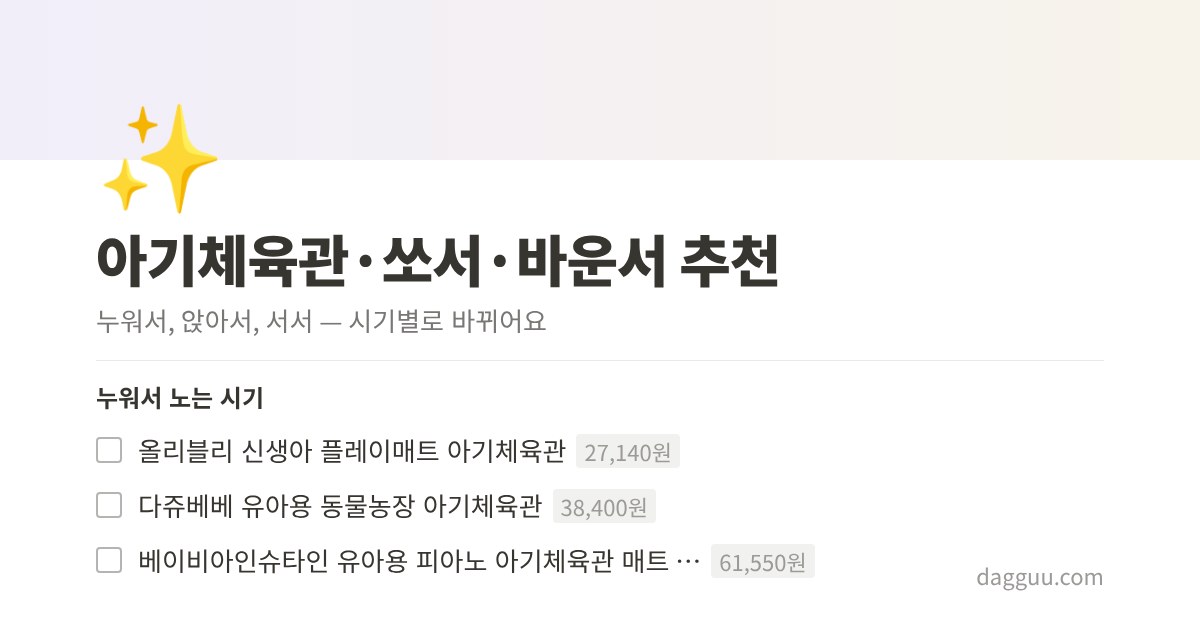 아기체육관·쏘서·바운서 추천
누워서, 앉아서, 서서 — 시기별로 바뀌어요
누워서 노는 시기
올리블리 신생아 플레이매트 아기체육관 27,140원
다쥬베베 유아용 동물농장 아기체육관 38,400원
베이비아인슈타인 유아용 피아노 아기체육관 매트 … 61,550원
dagguu.com